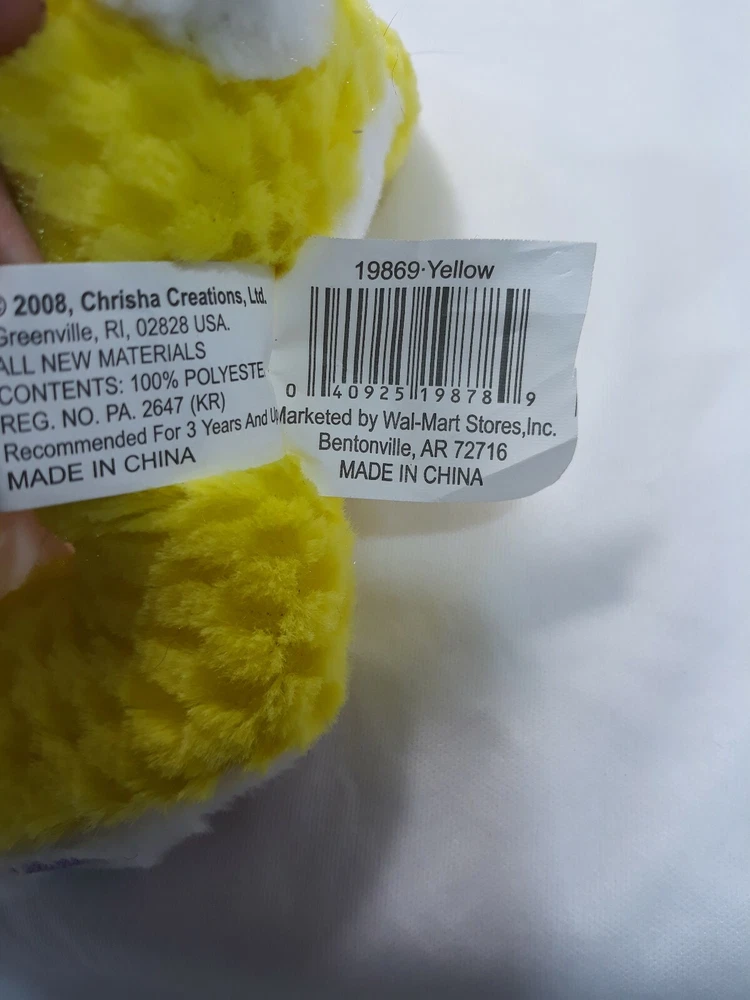 © 2008, Chrisha Creations, Ltd.
Greenville, RI, 02828 USA.
ALL NEW MATERIALS
CONTENTS: 100% POLYESTE
REG. NO. PA. 2647 (KR)
Recommended For 3 Years And U
MADE IN CHINA
19869·Yellow
0 40925 19878 9
Marketed by Wal-Mart Stores,Inc.
Bentonville, AR 72716
MADE IN CHINA